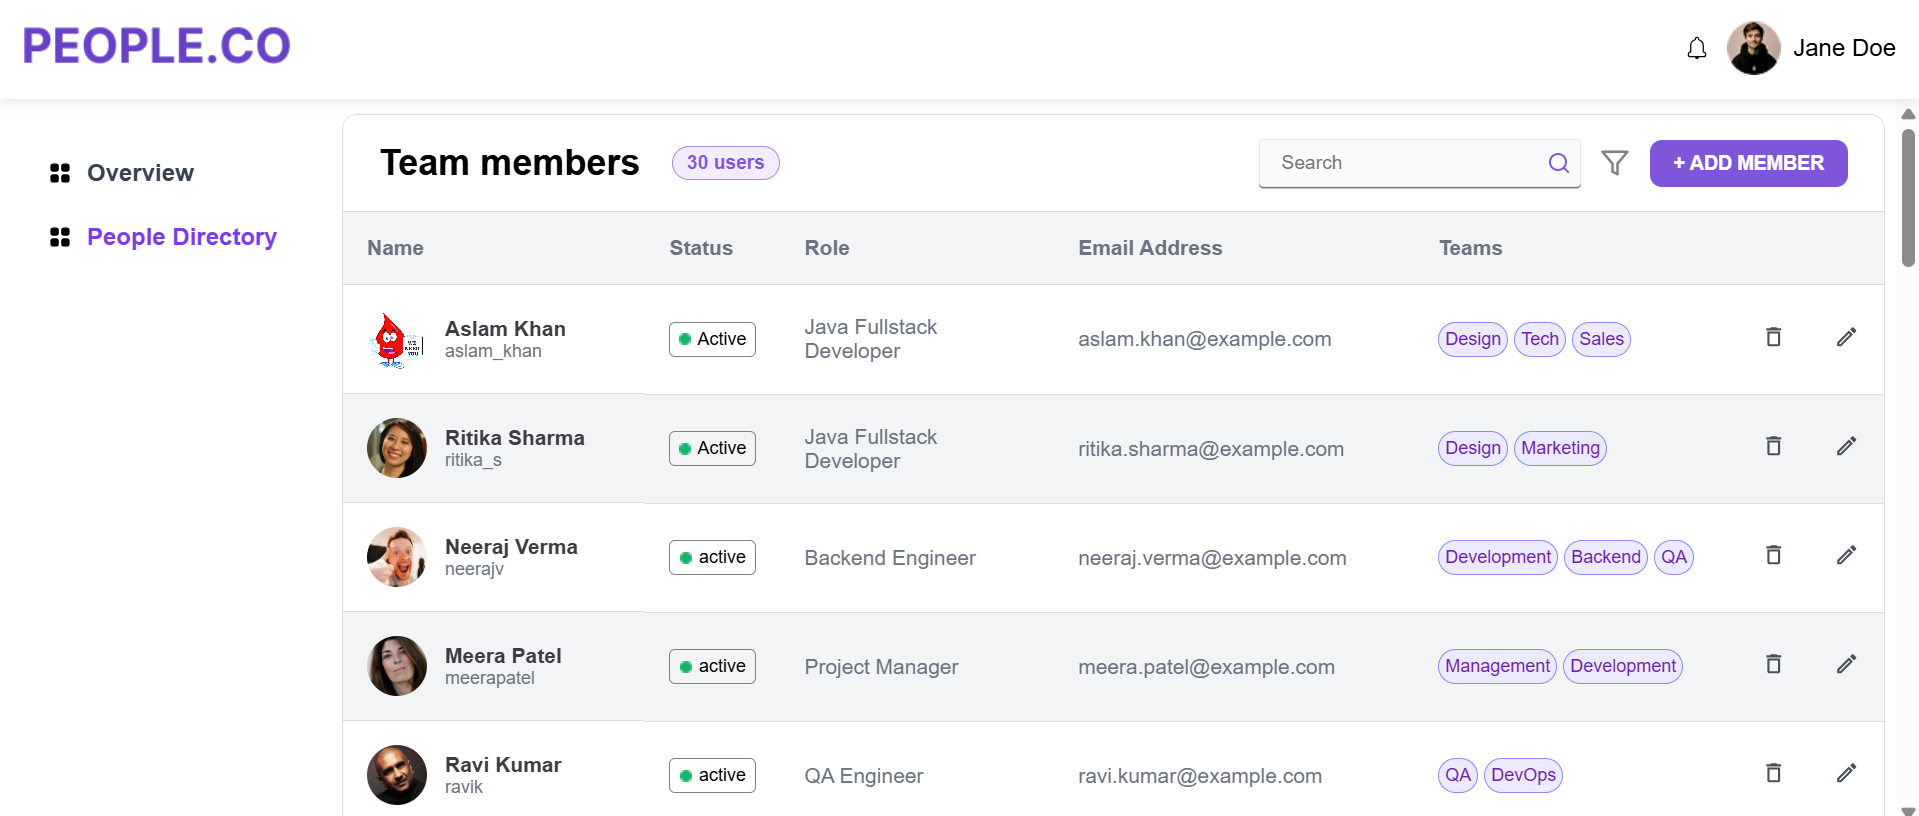 PEOPLE.CO
Jane Doe
Overview
People Directory
Team members 30 users Search + ADD MEMBER
Name Status Role Email Address Teams
Aslam Khan
aslam_khan
Active
Java Fullstack
Developer
aslam.khan@example.com
Design Tech Sales
Ritika Sharma
ritika_s
Active
Java Fullstack
Developer
ritika.sharma@example.com
Design Marketing
Neeraj Verma
neerajv
active
Backend Engineer
neeraj.verma@example.com
Development Backend QA
Meera Patel
meerapatel
active
Project Manager
meera.patel@example.com
Management Development
Ravi Kumar
ravik
active
QA Engineer
ravi.kumar@example.com
QA DevOps